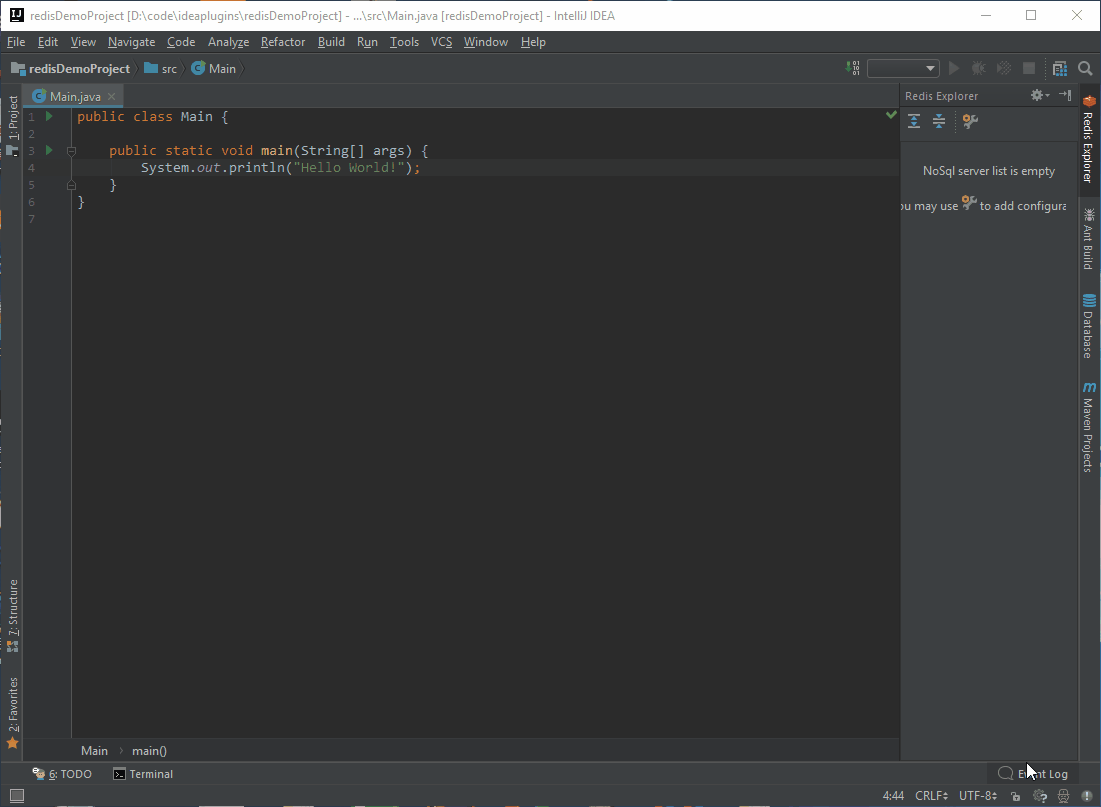 redisDemoProject [D:\code\ideaplugins\redisDemoProject] - ...\src\Main.java [redisDemoProject] - IntelliJ IDEA
File Edit View Navigate Code Analyze Refactor Build Run Tools VCS Window Help
redisDemoProject src Main
1: Project
7: Structure
2: Favorites
Main.java
1 public class Main {
2
3 public static void main(String[] args) {
4 System.out.println("Hello World!");
5 }
6 }
7
Redis Explorer
NoSql server list is empty
ou may use to add configura
Redis Explorer
Ant Build
Database
Maven Projects
Main main()
6: TODO Terminal
Event Log
4:44 CRLF UTF-8